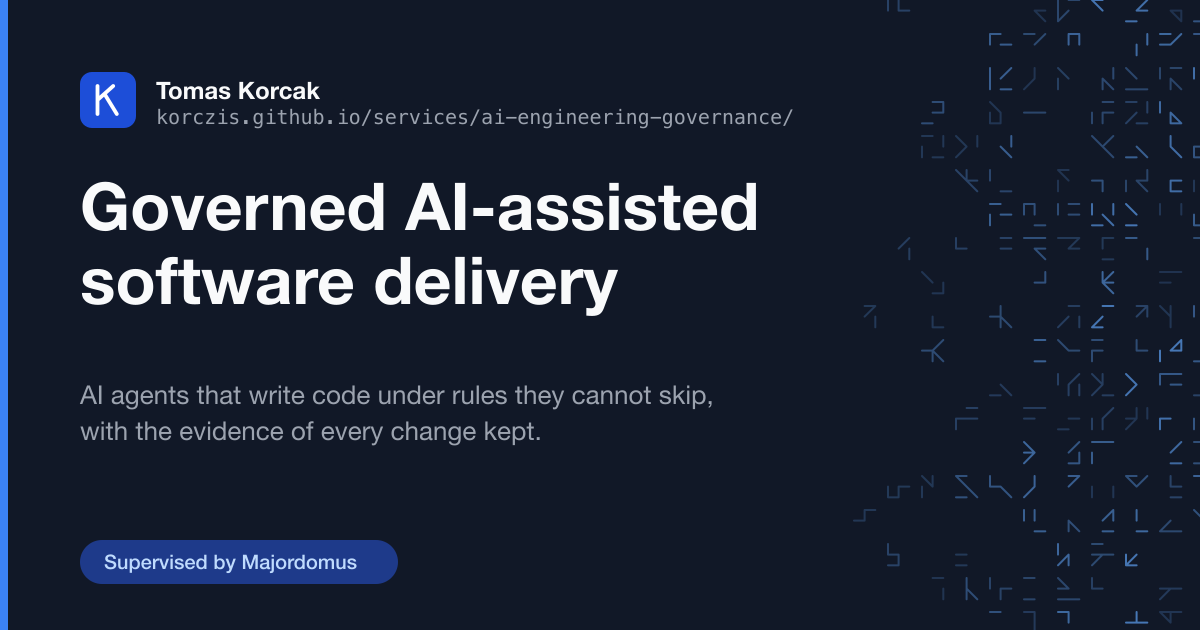 K
Tomas Korcak
korczis.github.io/services/ai-engineering-governance/
Governed AI-assisted
software delivery
AI agents that write code under rules they cannot skip,
with the evidence of every change kept.
Supervised by Majordomus